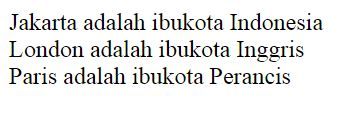 Jakarta adalah ibukota Indonesia
London adalah ibukota Inggris
Paris adalah ibukota Perancis